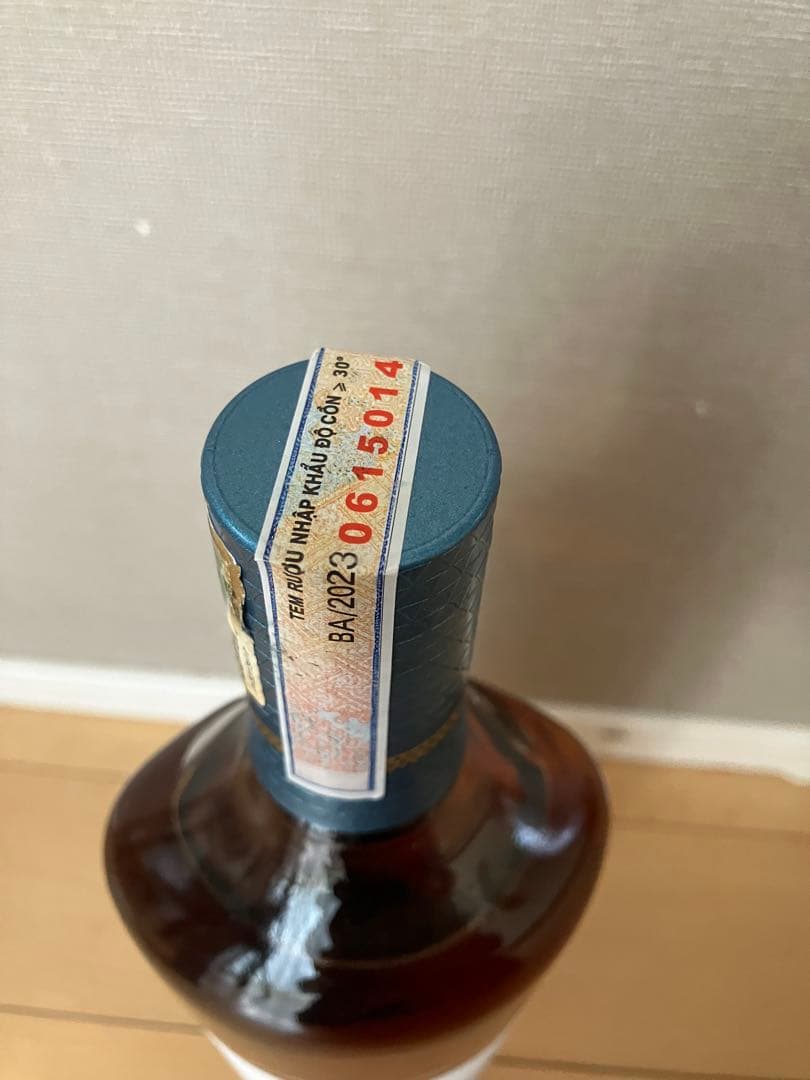 TEM RƯỢU NHẬP KHẨU ĐỘ CỒN ⩾ 30°
BA/2023 0615014